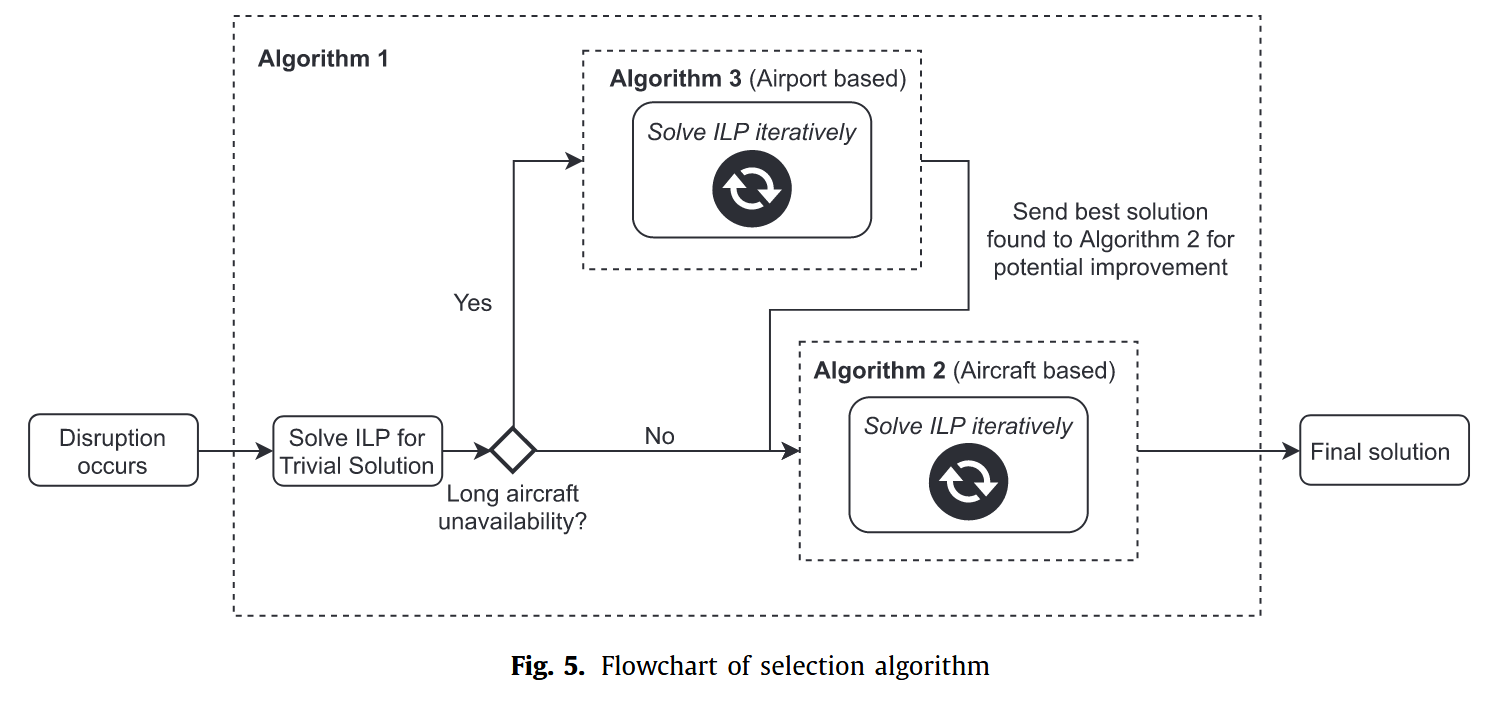 Algorithm 1
Algorithm 3 (Airport based)
Solve ILP iteratively
Send best solution
found to Algorithm 2 for
potential improvement
Yes
Algorithm 2 (Aircraft based)
Solve ILP iteratively
Disruption
occurs
Solve ILP for
Trivial Solution
No
Long aircraft
unavailability?
Final solution
Fig. 5. Flowchart of selection algorithm